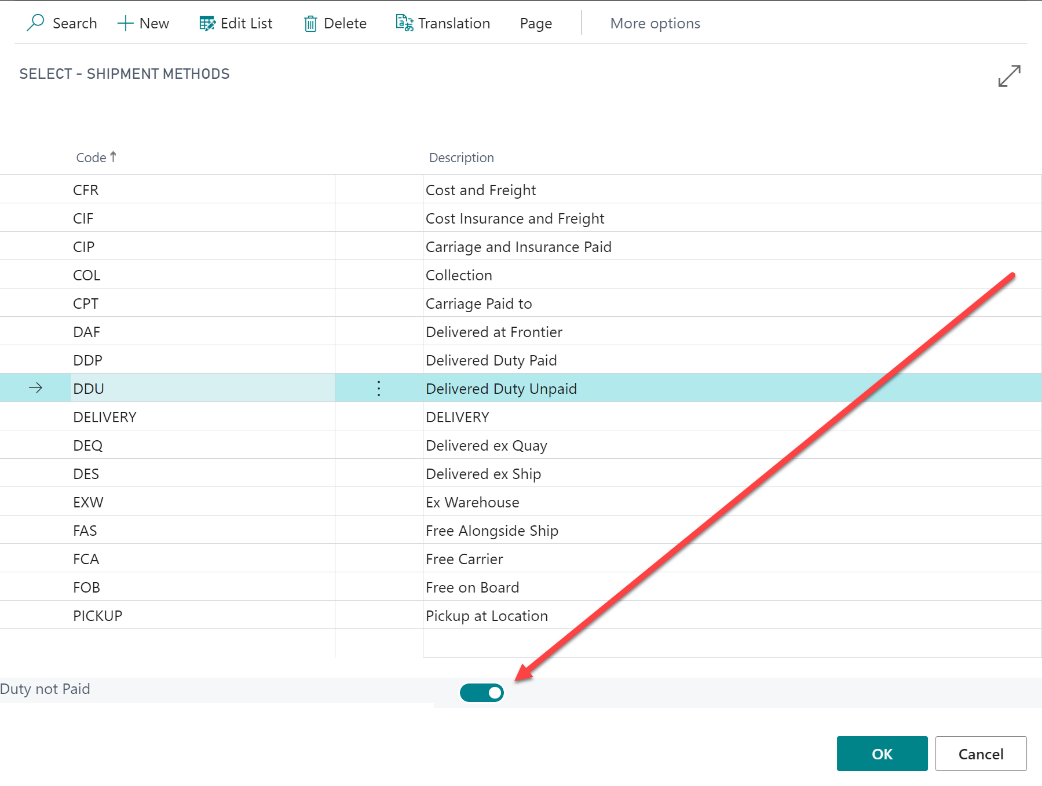 Search New Edit List Delete Translation Page More options
SELECT - SHIPMENT METHODS
Code↑ Description
CFR Cost and Freight
CIF Cost Insurance and Freight
CIP Carriage and Insurance Paid
COL Collection
CPT Carriage Paid to
DAF Delivered at Frontier
DDP Delivered Duty Paid
DDU Delivered Duty Unpaid
DELIVERY DELIVERY
DEQ Delivered ex Quay
DES Delivered ex Ship
EXW Ex Warehouse
FAS Free Alongside Ship
FCA Free Carrier
FOB Free on Board
PICKUP Pickup at Location
Duty not Paid
OK Cancel